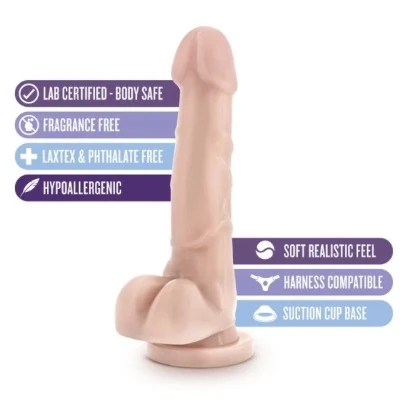 LAB CERTIFIED - BODY SAFE
FRAGRANCE FREE
LAXTEX & PHTHALATE FREE
HYPOALLERGENIC
SOFT REALISTIC FEEL
HARNESS COMPATIBLE
SUCTION CUP BASE